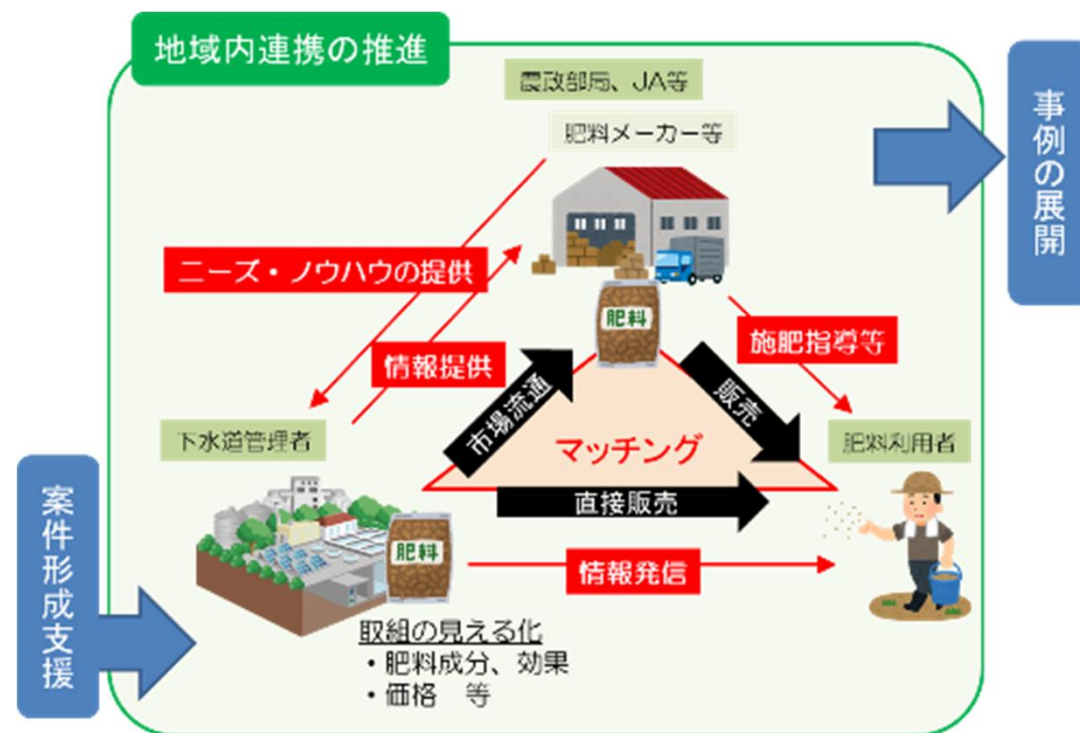 地域内連携の推進
農政部局、JA等
肥料メーカー等
事例の展開
ニーズ・ノウハウの提供
肥料
施肥指導等
情報提供
市場流通
販売
下水道管理者
マッチング
肥料利用者
直接販売
案件形成支援
肥料
情報発信
取組の見える化
・肥料成分、効果
・価格　等